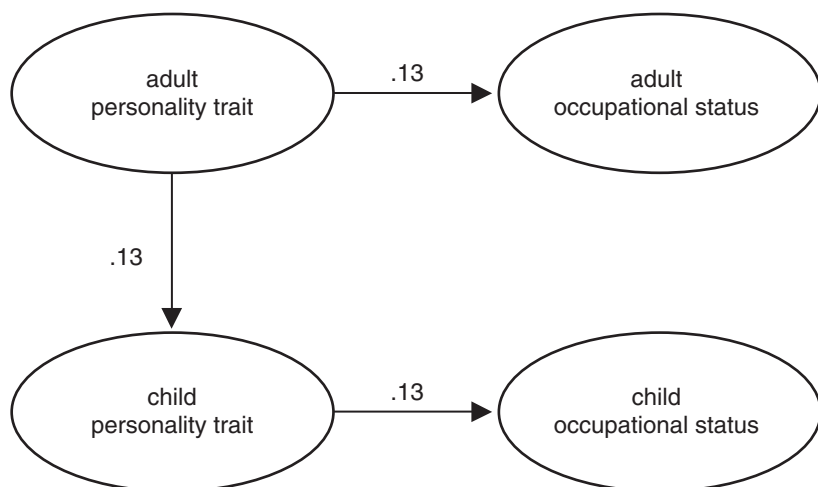 adult
personality trait
.13
adult
occupational status
.13
child
personality trait
.13
child
occupational status